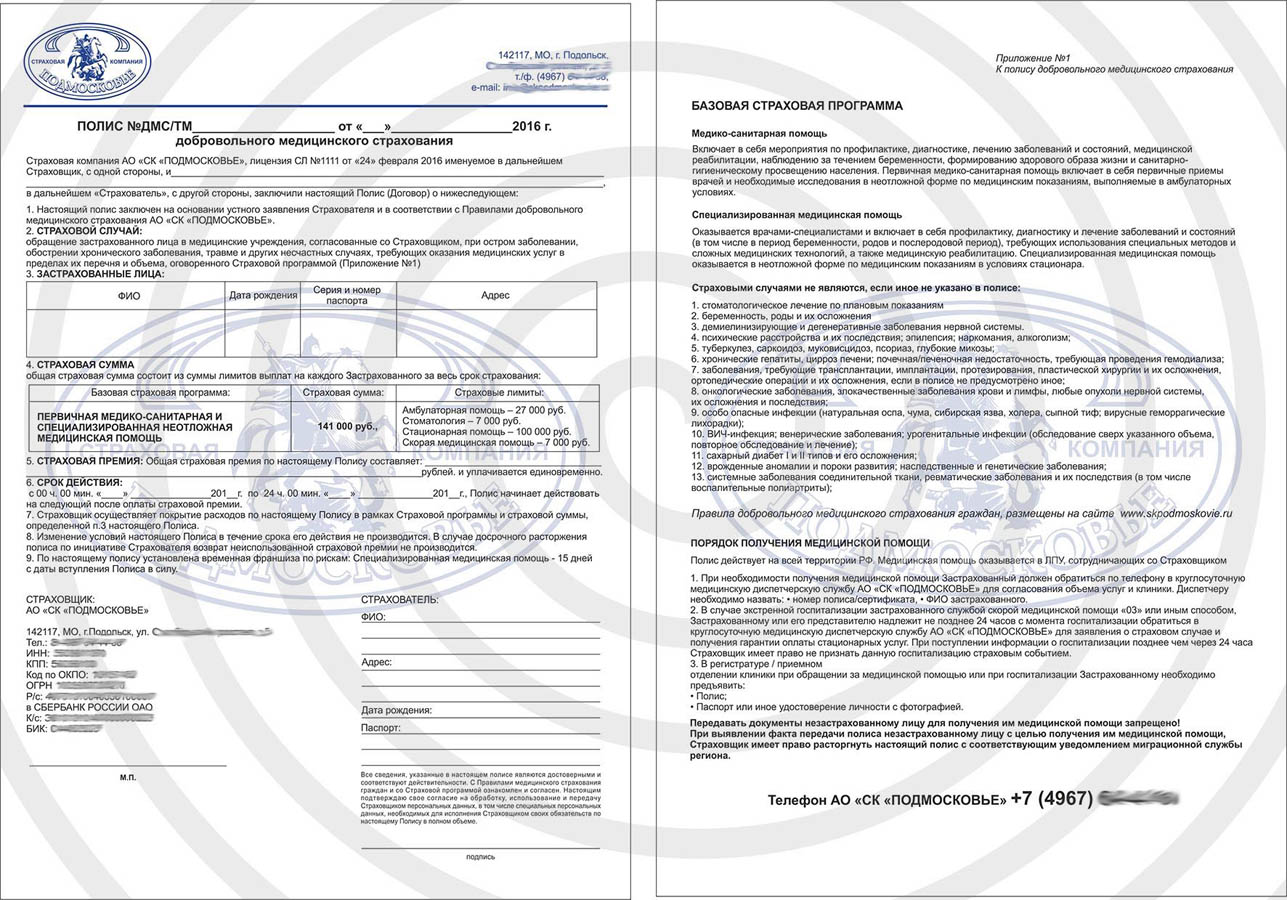 СТРАХОВАЯ КОМПАНИЯ
ПОДМОСКОВЬЕ
142117, МО, г. Подольск,
т./ф. (4967)
e-mail:
ПОЛИС №ДМС/ТМ____________________ от «___»_________________2016 г.
добровольного медицинского страхования
Страховая компания АО «СК «ПОДМОСКОВЬЕ», лицензия СЛ №1111 от «24» февраля 2016 именуемое в дальнейшем
Страховщик, с одной стороны, и
в дальнейшем «Страхователь», с другой стороны, заключили настоящий Полис (Договор) о нижеследующем:
1. Настоящий полис заключен на основании устного заявления Страхователя и в соответствии с Правилами добровольного
медицинского страхования АО «СК «ПОДМОСКОВЬЕ».
2. СТРАХОВОЙ СЛУЧАЙ:
обращение застрахованного лица в медицинские учреждения, согласованные со Страховщиком, при остром заболевании,
обострении хронического заболевания, травме и других несчастных случаях, требующих оказания медицинских услуг в
пределах их перечня и объема, оговоренного Страховой программой (Приложение №1)
3. ЗАСТРАХОВАННЫЕ ЛИЦА:
ФИО Дата рождения Серия и номер паспорта Адрес
4. СТРАХОВАЯ СУММА
общая страховая сумма состоит из суммы лимитов выплат на каждого Застрахованного за весь срок страхования:
Базовая страховая программа: Страховая сумма: Страховые лимиты:
ПЕРВИЧНАЯ МЕДИКО-САНИТАРНАЯ И
СПЕЦИАЛИЗИРОВАННАЯ НЕОТЛОЖНАЯ
МЕДИЦИНСКАЯ ПОМОЩЬ
141 000 руб.,
Амбулаторная помощь – 27 000 руб.
Стоматология – 7 000 руб.
Стационарная помощь – 100 000 руб.
Скорая медицинская помощь – 7 000 руб.
5. СТРАХОВАЯ ПРЕМИЯ: Общая страховая премия по настоящему Полису составляет:
рублей. и уплачивается единовременно.
6. СРОК ДЕЙСТВИЯ:
с 00 ч. 00 мин. «____» ______________201__г. по 24 ч. 00 мин. «____» ______________201__г., Полис начинает действовать
на следующий после оплаты страховой премии.
7. Страховщик осуществляет покрытие расходов по настоящему Полису в рамках Страховой программы и страховой суммы,
определенной п.3 настоящего Полиса.
8. Изменение условий настоящего Полиса в течение срока его действия не производится. В случае досрочного расторжения
полиса по инициативе Страхователя возврат неиспользованной страховой премии не производится.
9. По настоящему полису установлена временная франшиза по рискам: Специализированная медицинская помощь - 15 дней
с даты вступления Полиса в силу.
СТРАХОВЩИК:
АО «СК «ПОДМОСКОВЬЕ»
142117, МО, г.Подольск, ул.
Тел.:
ИНН:
КПП:
Код по ОКПО:
ОГРН
Р/с:
в СБЕРБАНК РОССИИ ОАО
К/с:
БИК:
М.П.
СТРАХОВАТЕЛЬ:
ФИО:
Адрес:
Дата рождения:
Паспорт:
Все сведения, указанные в настоящем полисе являются достоверными и
соответствуют действительности. С Правилами медицинского страхования
граждан и со Страховой программой ознакомлен и согласен. Настоящим
подтверждаю свое согласие на обработку, использование и передачу
Страховщиком персональных данных, в том числе специальных персональных
данных, необходимых для исполнения Страховщиком своих обязательств по
настоящему Полису в полном объеме.
подпись
Приложение №1
К полису добровольного медицинского страхования
БАЗОВАЯ СТРАХОВАЯ ПРОГРАММА
Медико-санитарная помощь
Включает в себя мероприятия по профилактике, диагностике, лечению заболеваний и состояний, медицинской
реабилитации, наблюдению за течением беременности, формированию здорового образа жизни и санитарно-
гигиеническому просвещению населения. Первичная медико-санитарная помощь включает в себя первичные приемы
врачей и необходимые исследования в неотложной форме по медицинским показаниям, выполняемые в амбулаторных
условиях.
Специализированная медицинская помощь
Оказывается врачами-специалистами и включает в себя профилактику, диагностику и лечение заболеваний и состояний
(в том числе в период беременности, родов и послеродовой период), требующих использования специальных методов и
сложных медицинских технологий, а также медицинскую реабилитацию. Специализированная медицинская помощь
оказывается в неотложной форме по медицинским показаниям в условиях стационара.
Страховыми случаями не являются, если иное не указано в полисе:
1. стоматологическое лечение по плановым показаниям
2. беременность, роды и их осложнения
3. демиелинизирующие и дегенеративные заболевания нервной системы.
4. психические расстройства и их последствия; эпилепсия; наркомания, алкоголизм;
5. туберкулез, саркоидоз, муковисцидоз, псориаз, глубокие микозы;
6. хронические гепатиты, цирроз печени; почечная/печеночная недостаточность, требующая проведения гемодиализа;
7. заболевания, требующие трансплантации, имплантации, протезирования, пластической хирургии и их осложнения,
ортопедические операции и их осложнения, если в полисе не предусмотрено иное;
8. онкологические заболевания, злокачественные заболевания крови и лимфы, любые опухоли нервной системы,
их осложнения и последствия;
9. особо опасные инфекции (натуральная оспа, чума, сибирская язва, холера, сыпной тиф; вирусные геморрагические
лихорадки);
10. ВИЧ-инфекция; венерические заболевания; урогенитальные инфекции (обследование сверх указанного объема,
повторное обследование и лечение);
11. сахарный диабет I и II типов и его осложнения;
12. врожденные аномалии и пороки развития; наследственные и генетические заболевания;
13. системные заболевания соединительной ткани, ревматические заболевания и их последствия (в том числе
воспалительные полиартриты);
Правила добровольного медицинского страхования граждан, размещены на сайте www.skpodmoskovie.ru
ПОРЯДОК ПОЛУЧЕНИЯ МЕДИЦИНСКОЙ ПОМОЩИ
Полис действует на всей территории РФ. Медицинская помощь оказывается в ЛПУ, сотрудничающих со Страховщиком
1. При необходимости получения медицинской помощи Застрахованный должен обратиться по телефону в круглосуточную
медицинскую диспетчерскую службу АО «СК «ПОДМОСКОВЬЕ» для согласования объема услуг и клиники. Диспетчеру
необходимо назвать: • номер полиса/сертификата, • ФИО застрахованного.
2. В случае экстренной госпитализации застрахованного службой скорой медицинской помощи «03» или иным способом,
Застрахованному или его представителю надлежит не позднее 24 часов с момента госпитализации обратиться в
круглосуточную медицинскую диспетчерскую службу АО «СК «ПОДМОСКОВЬЕ» для заявления о страховом случае и
получения гарантии оплаты стационарных услуг. При поступлении информации о госпитализации позднее чем через 24 часа
Страховщик имеет право не признать данную госпитализацию страховым событием.
3. В регистратуре / приемном
отделении клиники при обращении за медицинской помощью или при госпитализации Застрахованному необходимо
предъявить:
• Полис;
• Паспорт или иное удостоверение личности с фотографией.
Передавать документы незастрахованному лицу для получения им медицинской помощи запрещено!
При выявлении факта передачи полиса незастрахованному лицу с целью получения им медицинской помощи,
Страховщик имеет право расторгнуть настоящий полис с соответствующим уведомлением миграционной службы
региона.
Телефон АО «СК «ПОДМОСКОВЬЕ» +7 (4967)